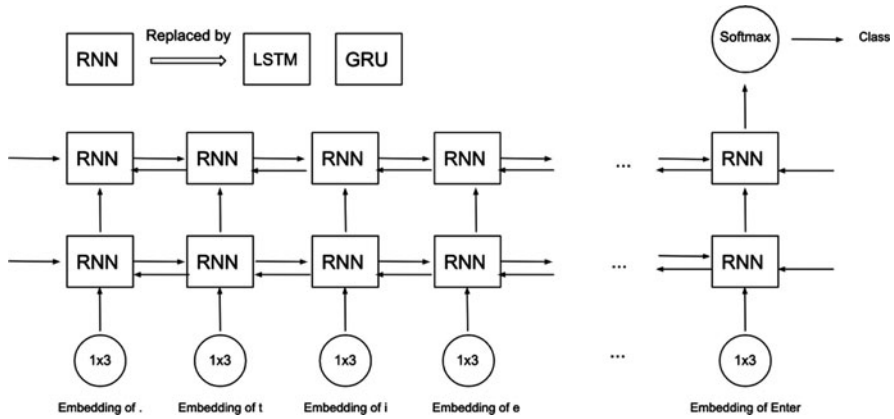 Replaced by
RNN LSTM GRU
Softmax Class
RNN RNN RNN RNN ... RNN
RNN RNN RNN RNN ... RNN
1x3 1x3 1x3 1x3 ... 1x3
Embedding of . Embedding of t Embedding of i Embedding of e Embedding of Enter